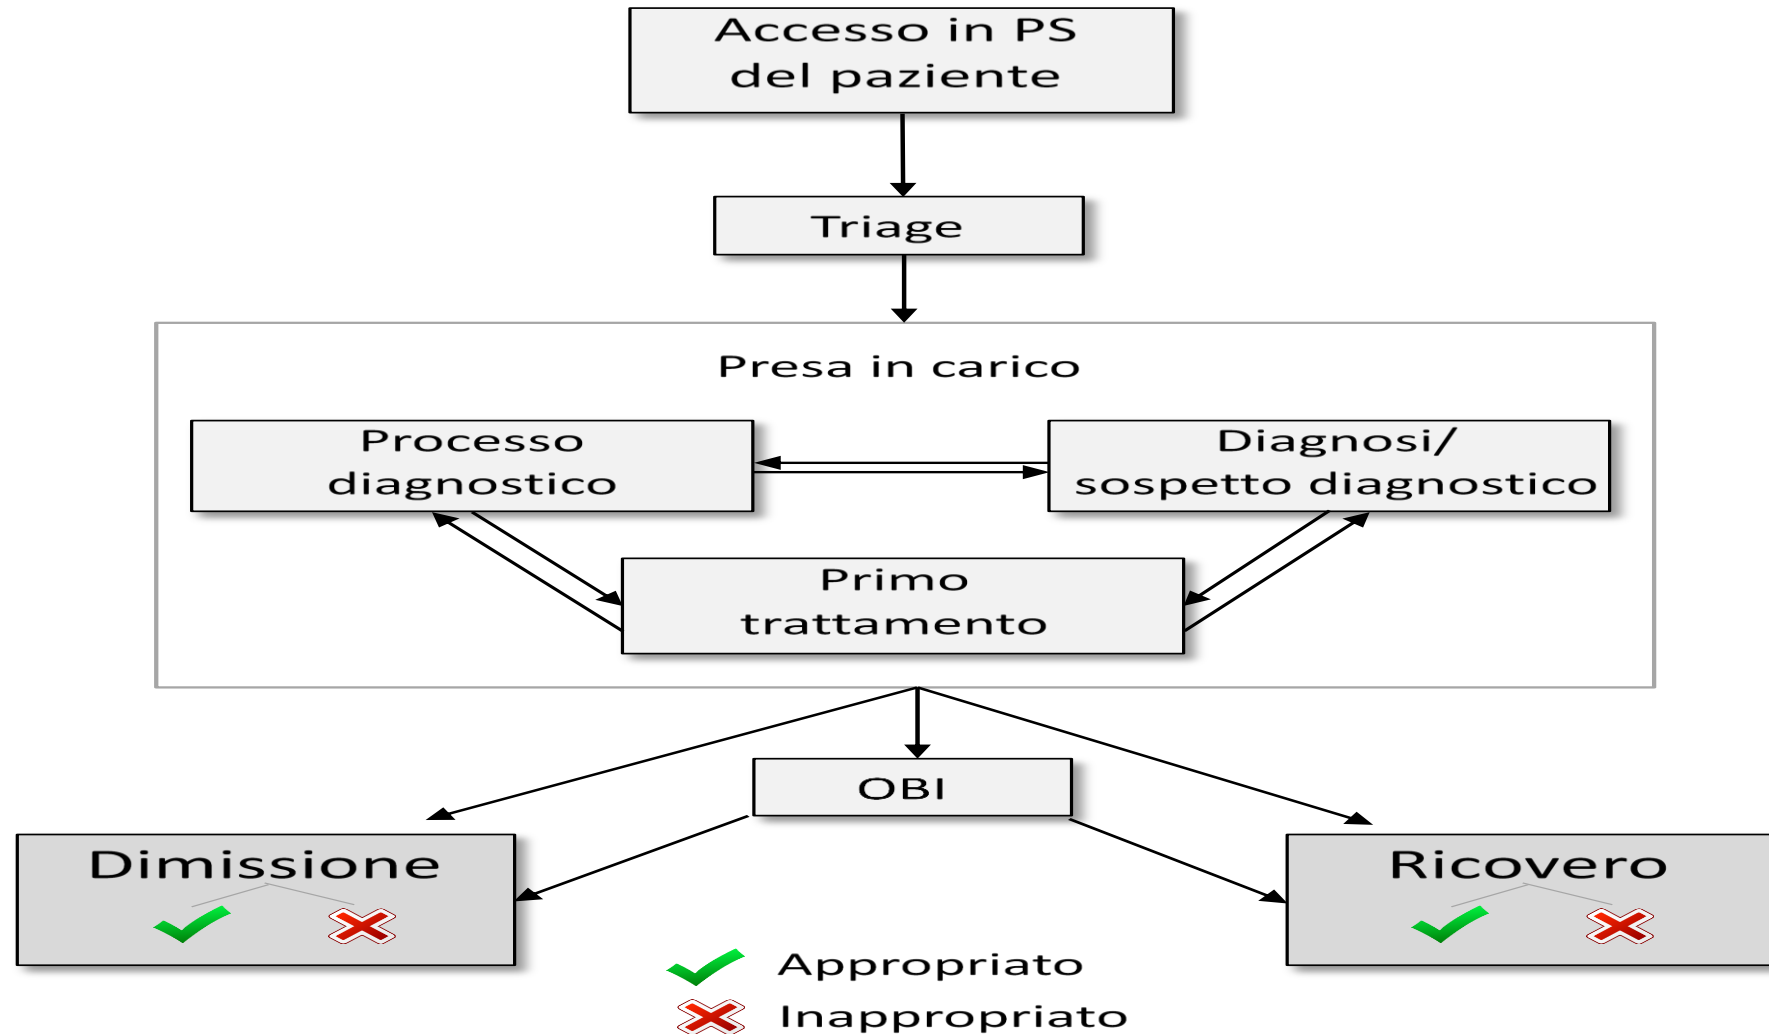 Accesso in PS
del paziente
Triage
Presa in carico
Processo
diagnostico
Diagnosi/
sospetto diagnostico
Primo
trattamento
OBI
Dimissione
Ricovero
Appropriato
Inappropriato